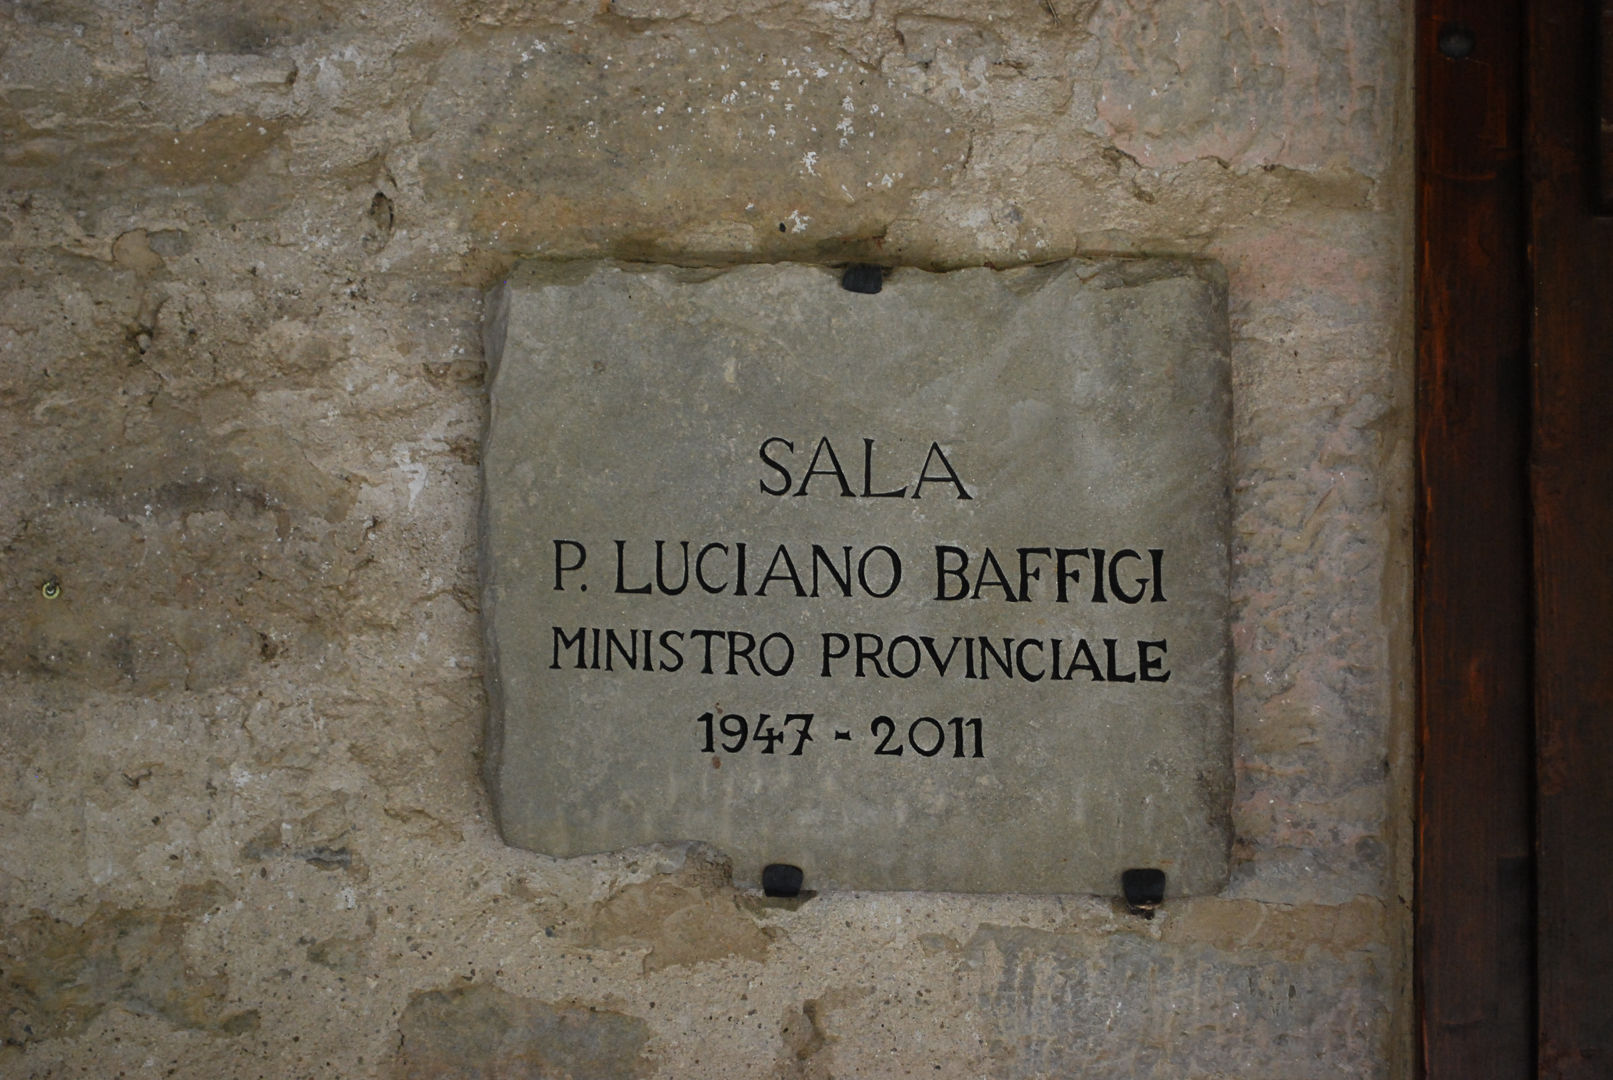 SALA
P. LUCIANO BAFFIGI
MINISTRO PROVINCIALE
1947 - 2011